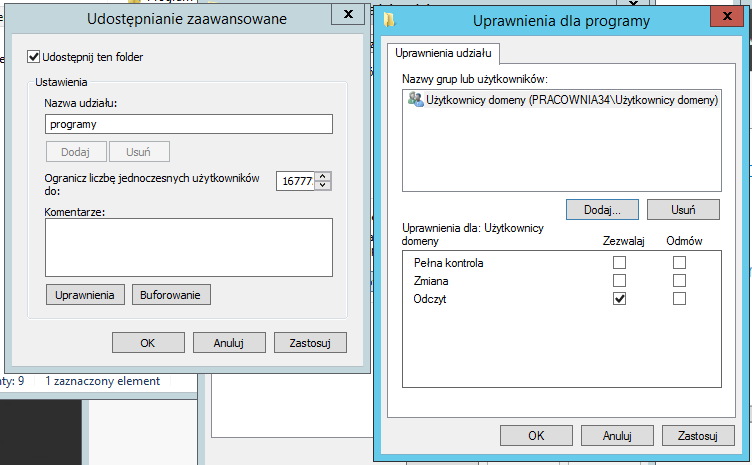 Udostępnianie zaawansowane
Udostępnij ten folder
Ustawienia
Nazwa udziału:
programy
Dodaj
Usuń
Ogranicz liczbę jednoczesnych użytkowników
do:
16777
Komentarze:
Uprawnienia
Buforowanie
OK
Anuluj
Zastosuj
aty: 9
1 zaznaczony element
Uprawnienia dla programy
Uprawnienia udziału
Nazwy grup lub użytkowników:
Użytkownicy domeny (PRACOWNIA34\Użytkownicy domeny)
Dodaj...
Usuń
Uprawnienia dla: Użytkownicy
domeny
Zezwalaj
Odmów
Pełna kontrola
Zmiana
Odczyt
OK
Anuluj
Zastosuj